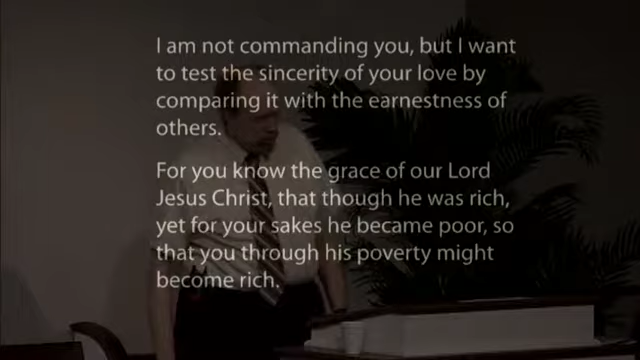 I am not commanding you, but I want
to test the sincerity of your love by
comparing it with the earnestness of
others.
For you know the grace of our Lord
Jesus Christ, that though he was rich,
yet for your sakes he became poor, so
that you through his poverty might
become rich.